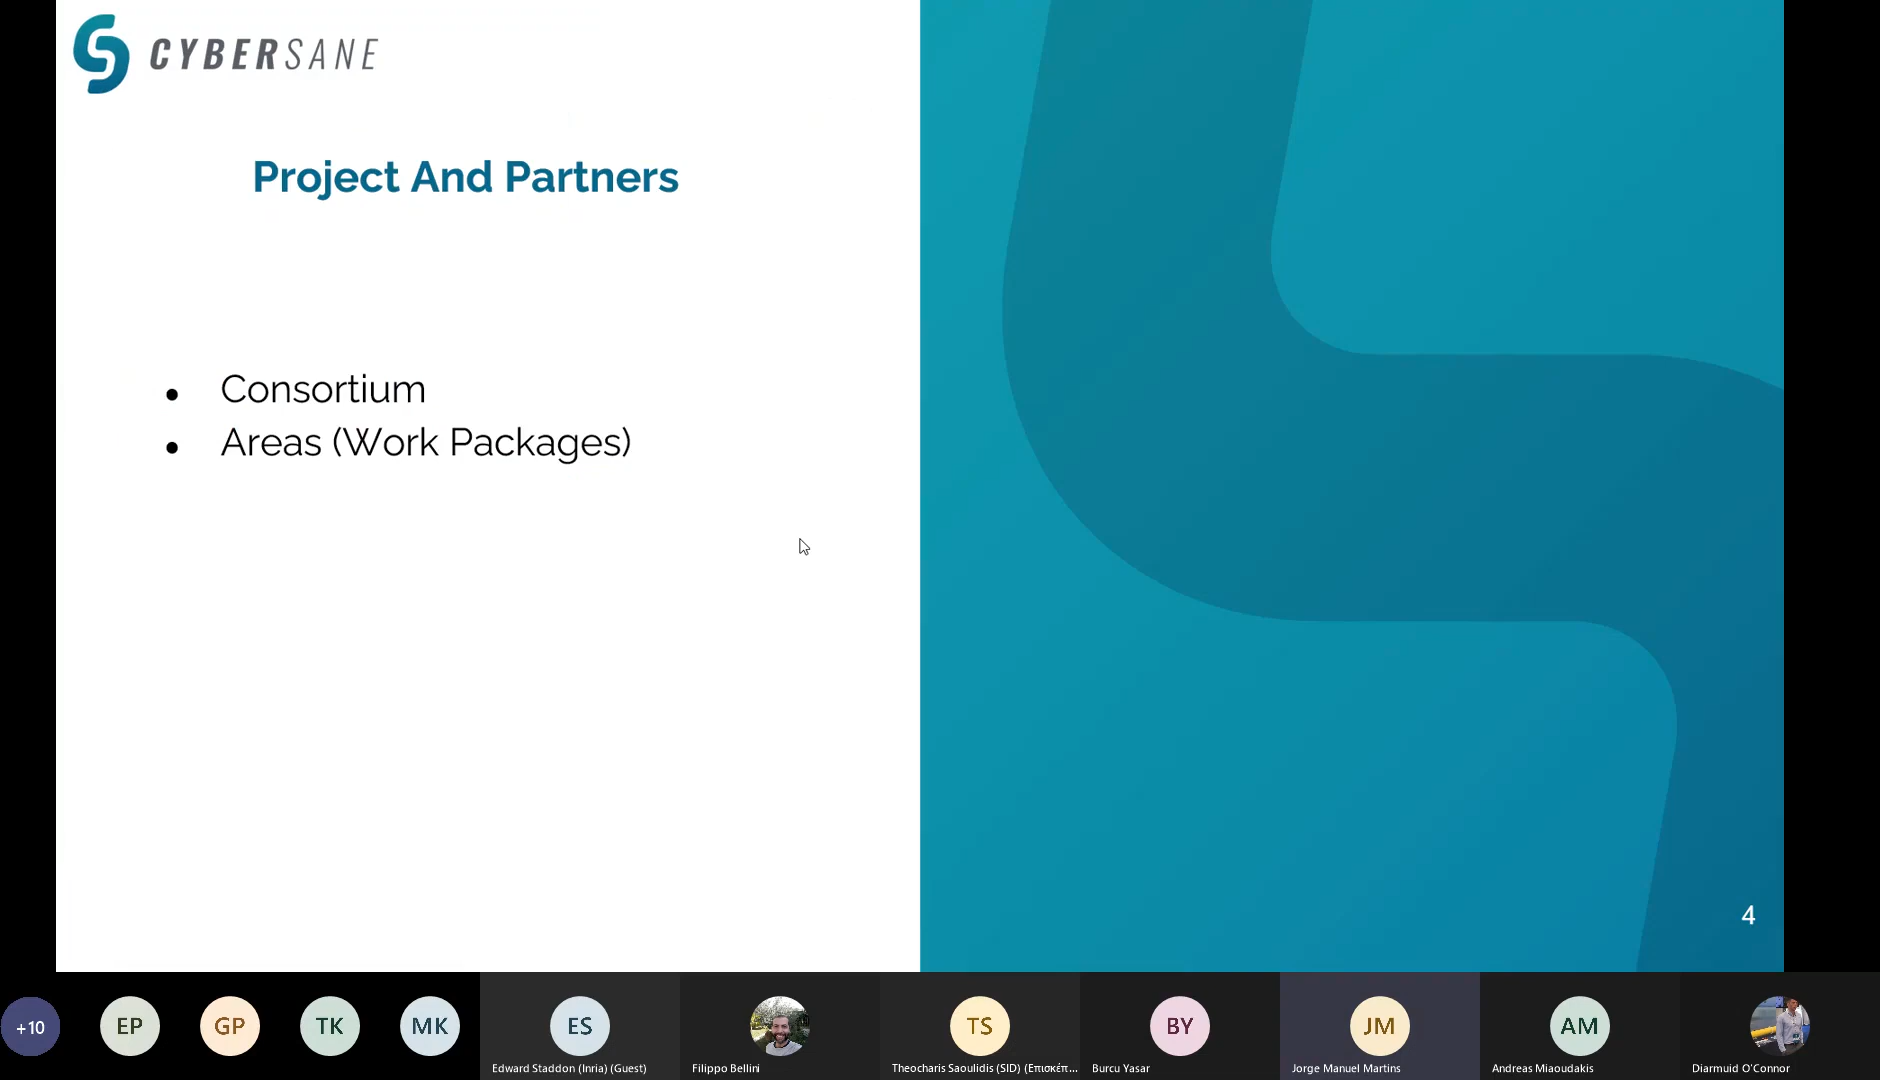 CYBERSANE
Project And Partners
• Consortium
• Areas (Work Packages)
4
+10
EP
GP
TK
MK
ES
TS
BY
JM
AM
Edward Staddon (Inria) (Guest)
Filippo Bellini
Theocharis Saoulidis (SID) (Επισκέπ...
Burcu Yasar
Jorge Manuel Martins
Andreas Miaoudakis
Diarmuid O'Connor